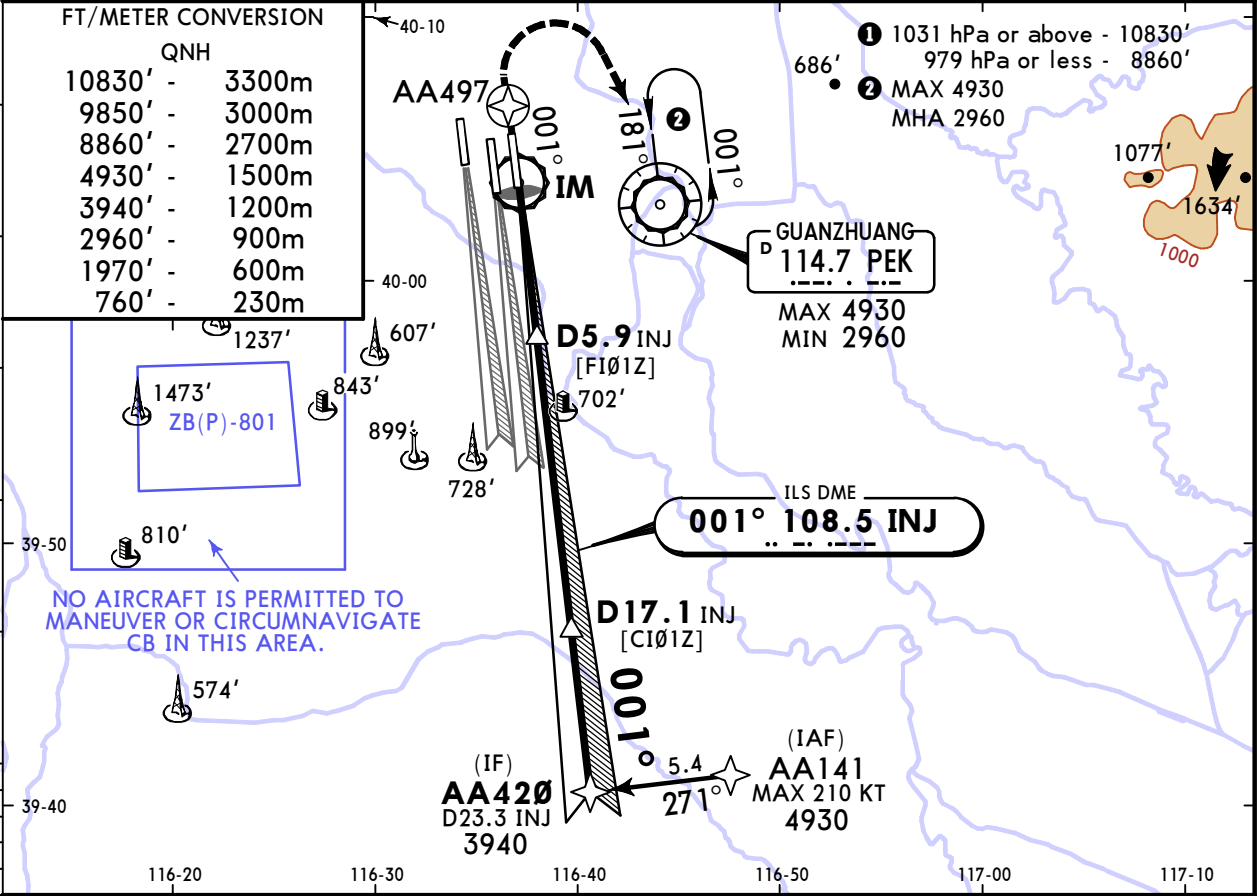 FT/METER CONVERSION
QNH
10830' - 3300m
9850' - 3000m
8860' - 2700m
4930' - 1500m
3940' - 1200m
2960' - 900m
1970' - 600m
760' - 230m
40-10
❶ 1031 hPa or above - 10830'
979 hPa or less - 8860'
❷ MAX 4930
MHA 2960
686'
AA497
001°
181°
❷
001°
IM
1077'
1634'
1000
GUANZHUANG
D 114.7 PEK
MAX 4930
MIN 2960
40-00
1237'
607'
D5.9 INJ
[FIØ1Z]
1473'
843'
702'
ZB(P)-801
899'
728'
ILS DME
001° 108.5 INJ
39-50
810'
NO AIRCRAFT IS PERMITTED TO
MANEUVER OR CIRCUMNAVIGATE
CB IN THIS AREA.
D17.1 INJ
[CIØ1Z]
574'
001°
(IF)
AA42Ø
D23.3 INJ
3940
5.4
271°
(IAF)
AA141
MAX 210 KT
4930
39-40
116-20
116-30
116-40
116-50
117-00
117-10